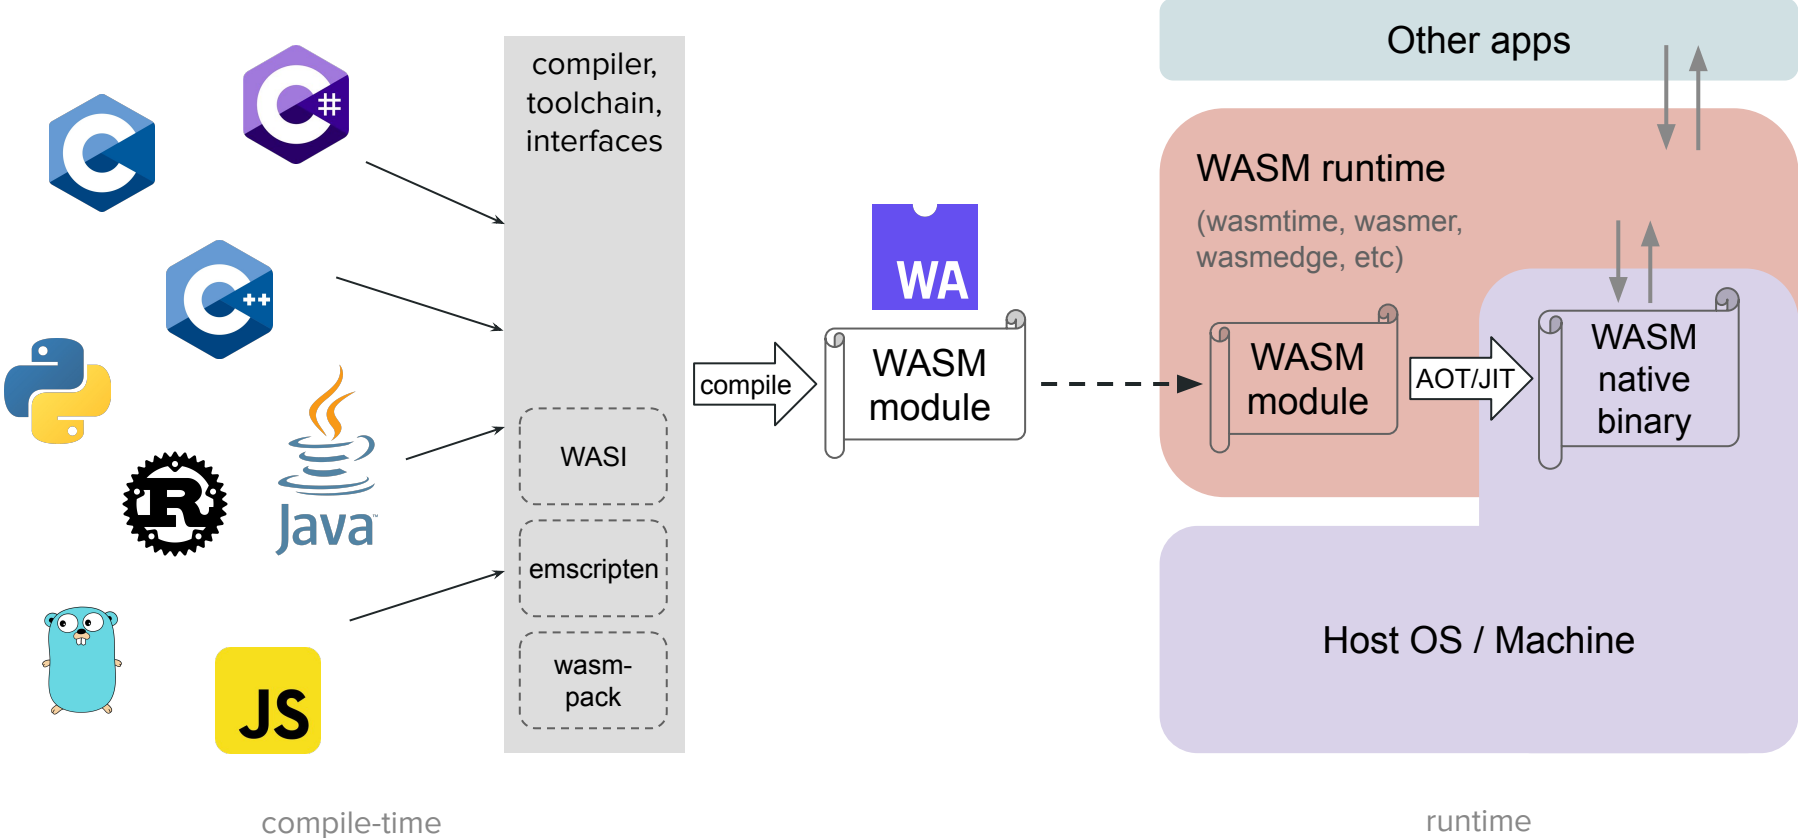 C#
C
C++
R
Java™
JS
compiler,
toolchain,
interfaces
WASI
emscripten
wasm-
pack
compile
WA
WASM
module
Other apps
WASM runtime
(wasmtime, wasmer,
wasmedge, etc)
WASM
module
AOT/JIT
WASM
native
binary
Host OS / Machine
compile-time
runtime